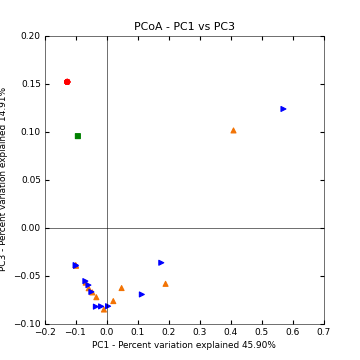 PCoA - PC1 vs PC3
0.20
0.15
0.10
0.05
0.00
−0.05
−0.10
PC3 - Percent variation explained 14.91%
−0.2 −0.1 0.0 0.1 0.2 0.3 0.4 0.5 0.6 0.7
PC1 - Percent variation explained 45.90%